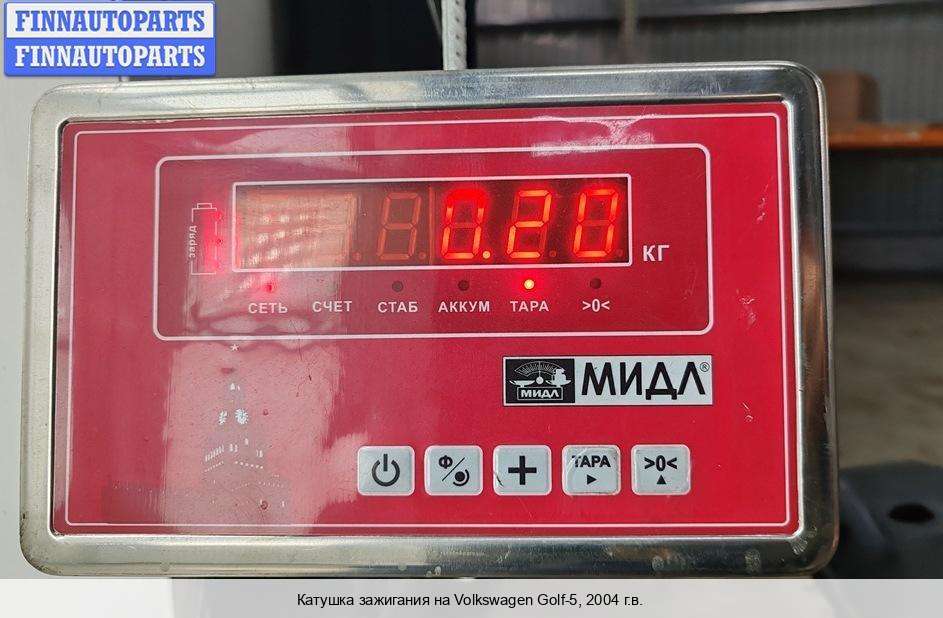 FINNAUTOPARTS
FINNAUTOPARTS
заряд
0.20
КГ
СЕТЬ СЧЕТ СТАБ АККУМ ТАРА >0<
МИДЛ МИДЛ®
Ф ТАРА >0<
Катушка зажигания на Volkswagen Golf-5, 2004 г.в.